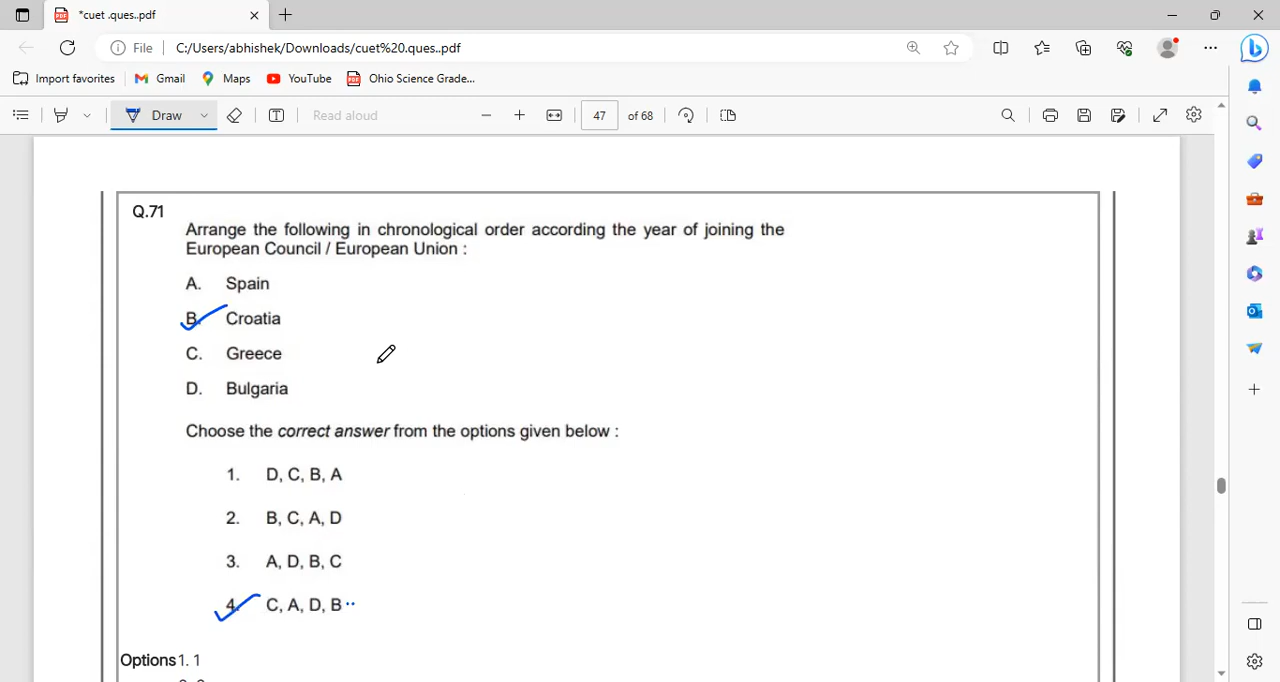 *cuet .ques..pdf
File C:/Users/abhishek/Downloads/cuet%20.ques..pdf
Import favorites Gmail Maps YouTube Ohio Science Grade...
Draw Read aloud 47 of 68
Q.71
Arrange the following in chronological order according the year of joining the
European Council / European Union :
A. Spain
B. Croatia
C. Greece
D. Bulgaria
Choose the correct answer from the options given below :
1. D, C, B, A
2. B, C, A, D
3. A, D, B, C
4. C, A, D, B
Options 1. 1